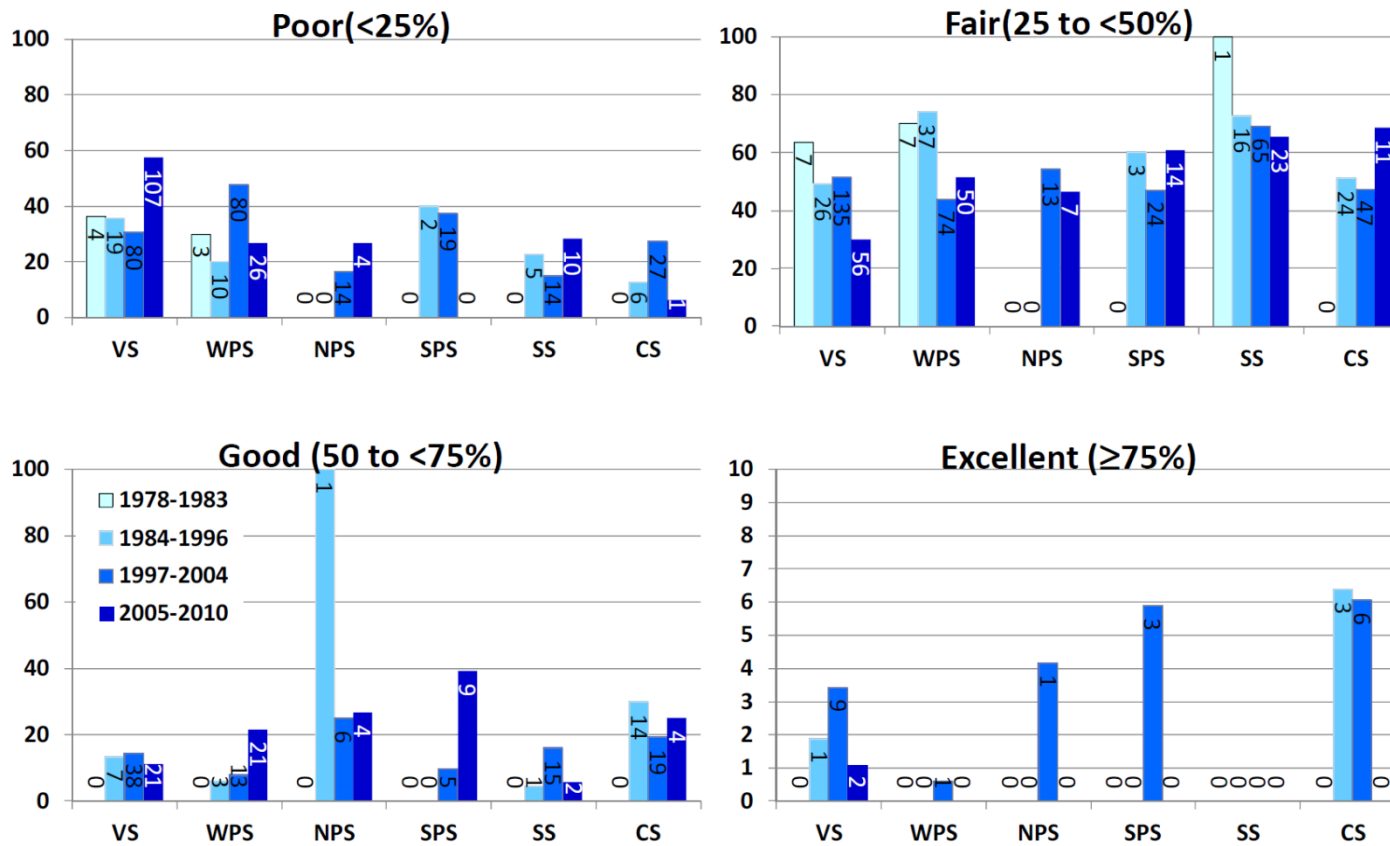 Poor(<25%)
100
80
60
40
20
0
4 19 80 107
3 10 80 26
0 0 14 4
0 2 19 0
0 5 14 10
0 6 27 1
VS WPS NPS SPS SS CS
Fair(25 to <50%)
100
80
60
40
20
0
7 26 135 56
7 37 74 50
0 0 13 7
0 3 24 14
1 16 65 23
0 24 47 11
VS WPS NPS SPS SS CS
Good (50 to <75%)
100
80
60
40
20
0
1978-1983
1984-1996
1997-2004
2005-2010
0 7 38 21
0 3 13 21
0 1 6 4
0 0 5 9
0 1 15 2
0 14 19 4
VS WPS NPS SPS SS CS
Excellent (≥75%)
10
9
8
7
6
5
4
3
2
1
0
0 1 9 2
0 0 1 0
0 0 1 0
0 0 3 0
0 0 0 0
0 3 6 0
VS WPS NPS SPS SS CS